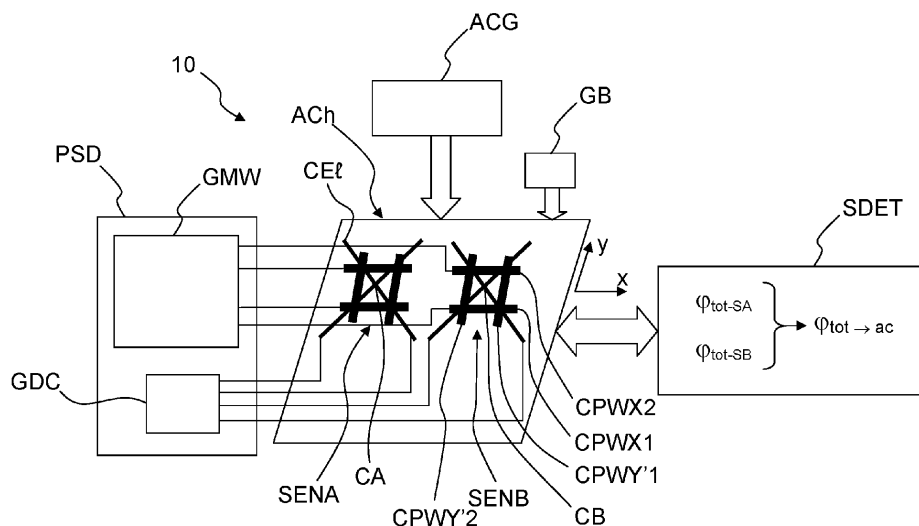 ACG
10
GB
ACh
PSD
CEℓ
GMW
SDET
y
x
φtot-SA
φtot → ac
φtot-SB
GDC
CPWX2
CPWX1
CPWY'1
CA
SENA
SENB
CPWY'2
CB